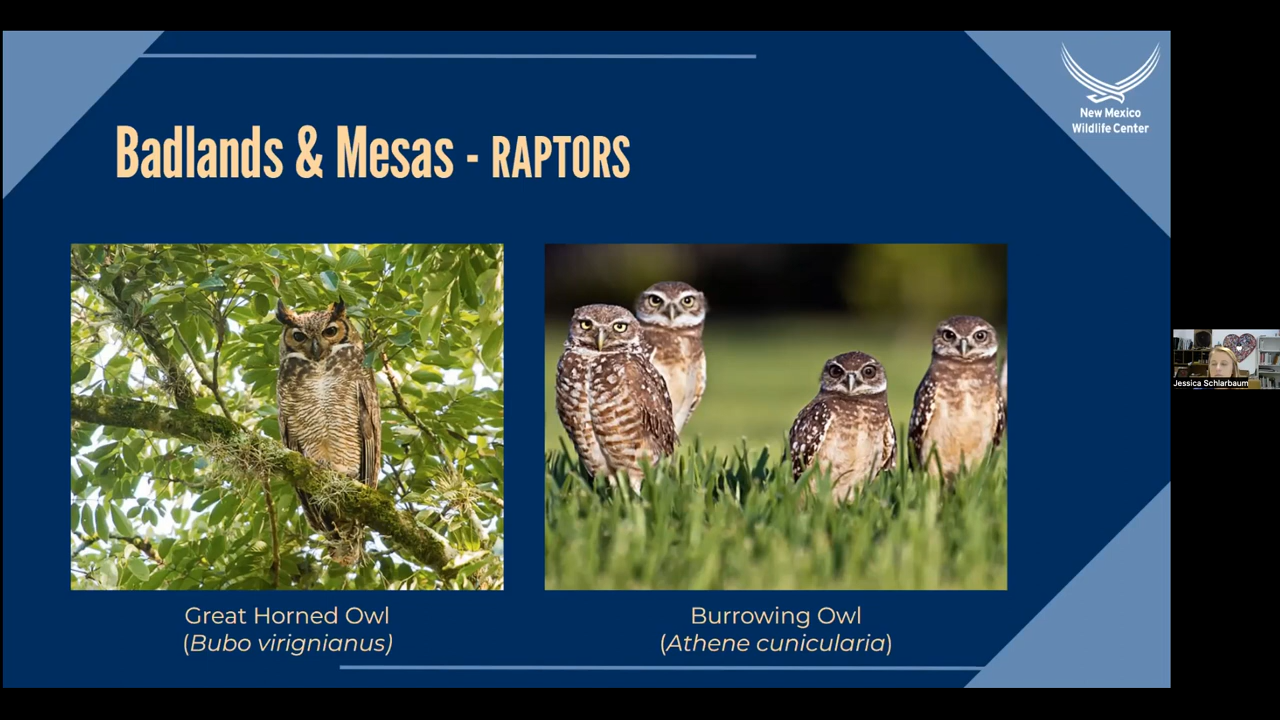 New Mexico
Wildlife Center
Badlands & Mesas - RAPTORS
Great Horned Owl
(Bubo virignianus)
Burrowing Owl
(Athene cunicularia)
Jessica Schlarbaum